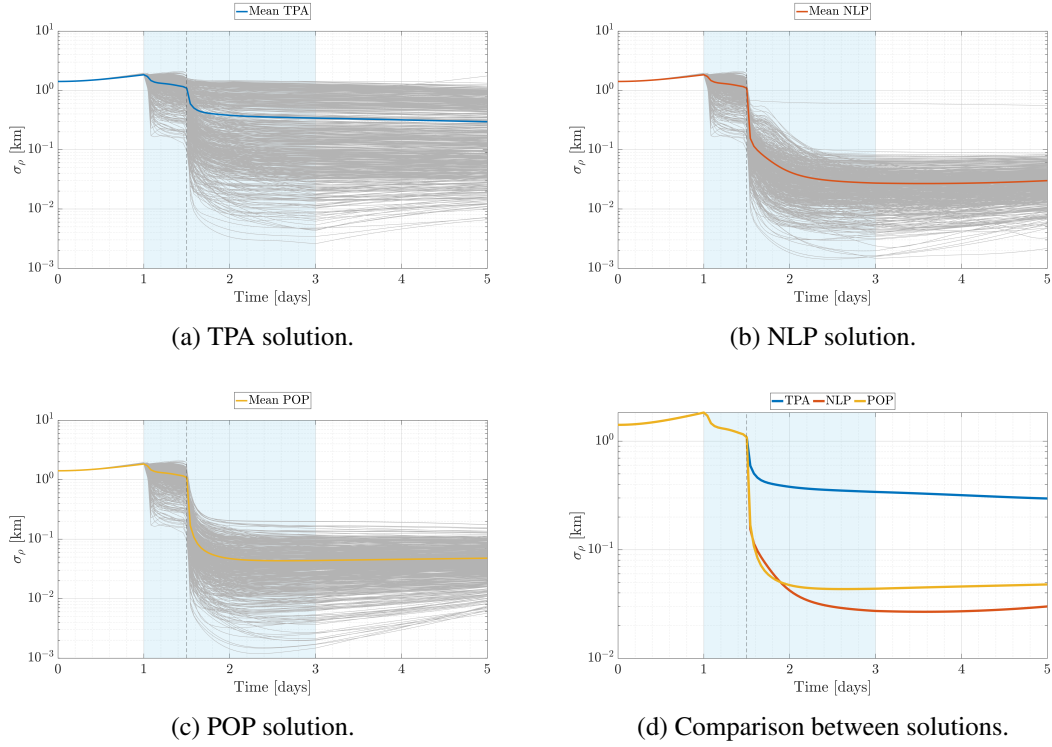 Mean TPA
10^1
10^0
10^{-1}
10^{-2}
10^{-3}
σ_ρ [km]
0 1 2 3 4 5
Time [days]
(a) TPA solution.
Mean NLP
10^1
10^0
10^{-1}
10^{-2}
10^{-3}
σ_ρ [km]
0 1 2 3 4 5
Time [days]
(b) NLP solution.
Mean POP
10^1
10^0
10^{-1}
10^{-2}
10^{-3}
σ_ρ [km]
0 1 2 3 4 5
Time [days]
(c) POP solution.
TPA NLP POP
10^0
10^{-1}
10^{-2}
σ_ρ [km]
0 1 2 3 4 5
Time [days]
(d) Comparison between solutions.